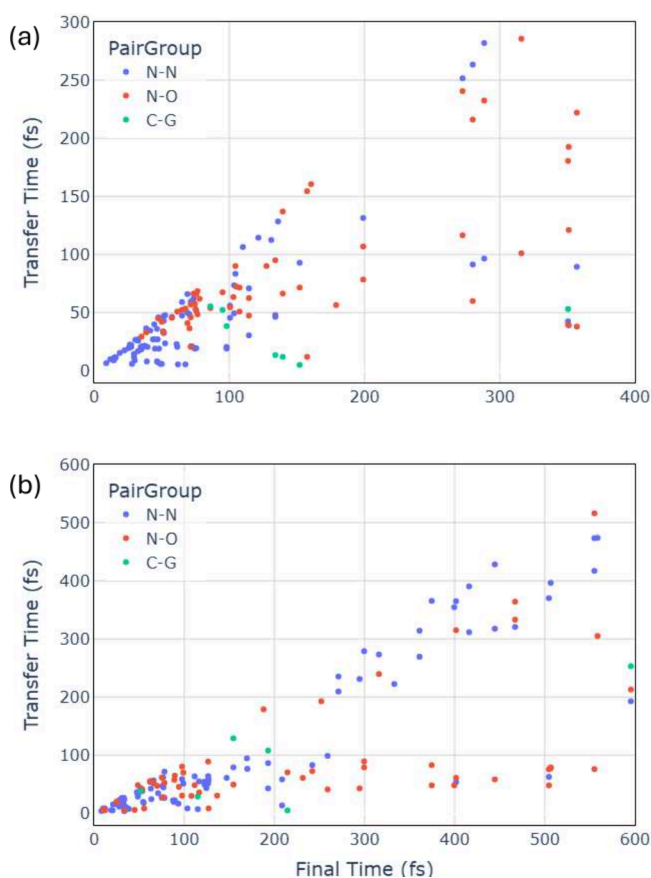 (a)
300
250
200
150
100
50
0
Transfer Time (fs)
PairGroup
N-N
N-O
C-G
0 100 200 300 400
(b)
600
500
400
300
200
100
0
Transfer Time (fs)
PairGroup
N-N
N-O
C-G
0 100 200 300 400 500 600
Final Time (fs)